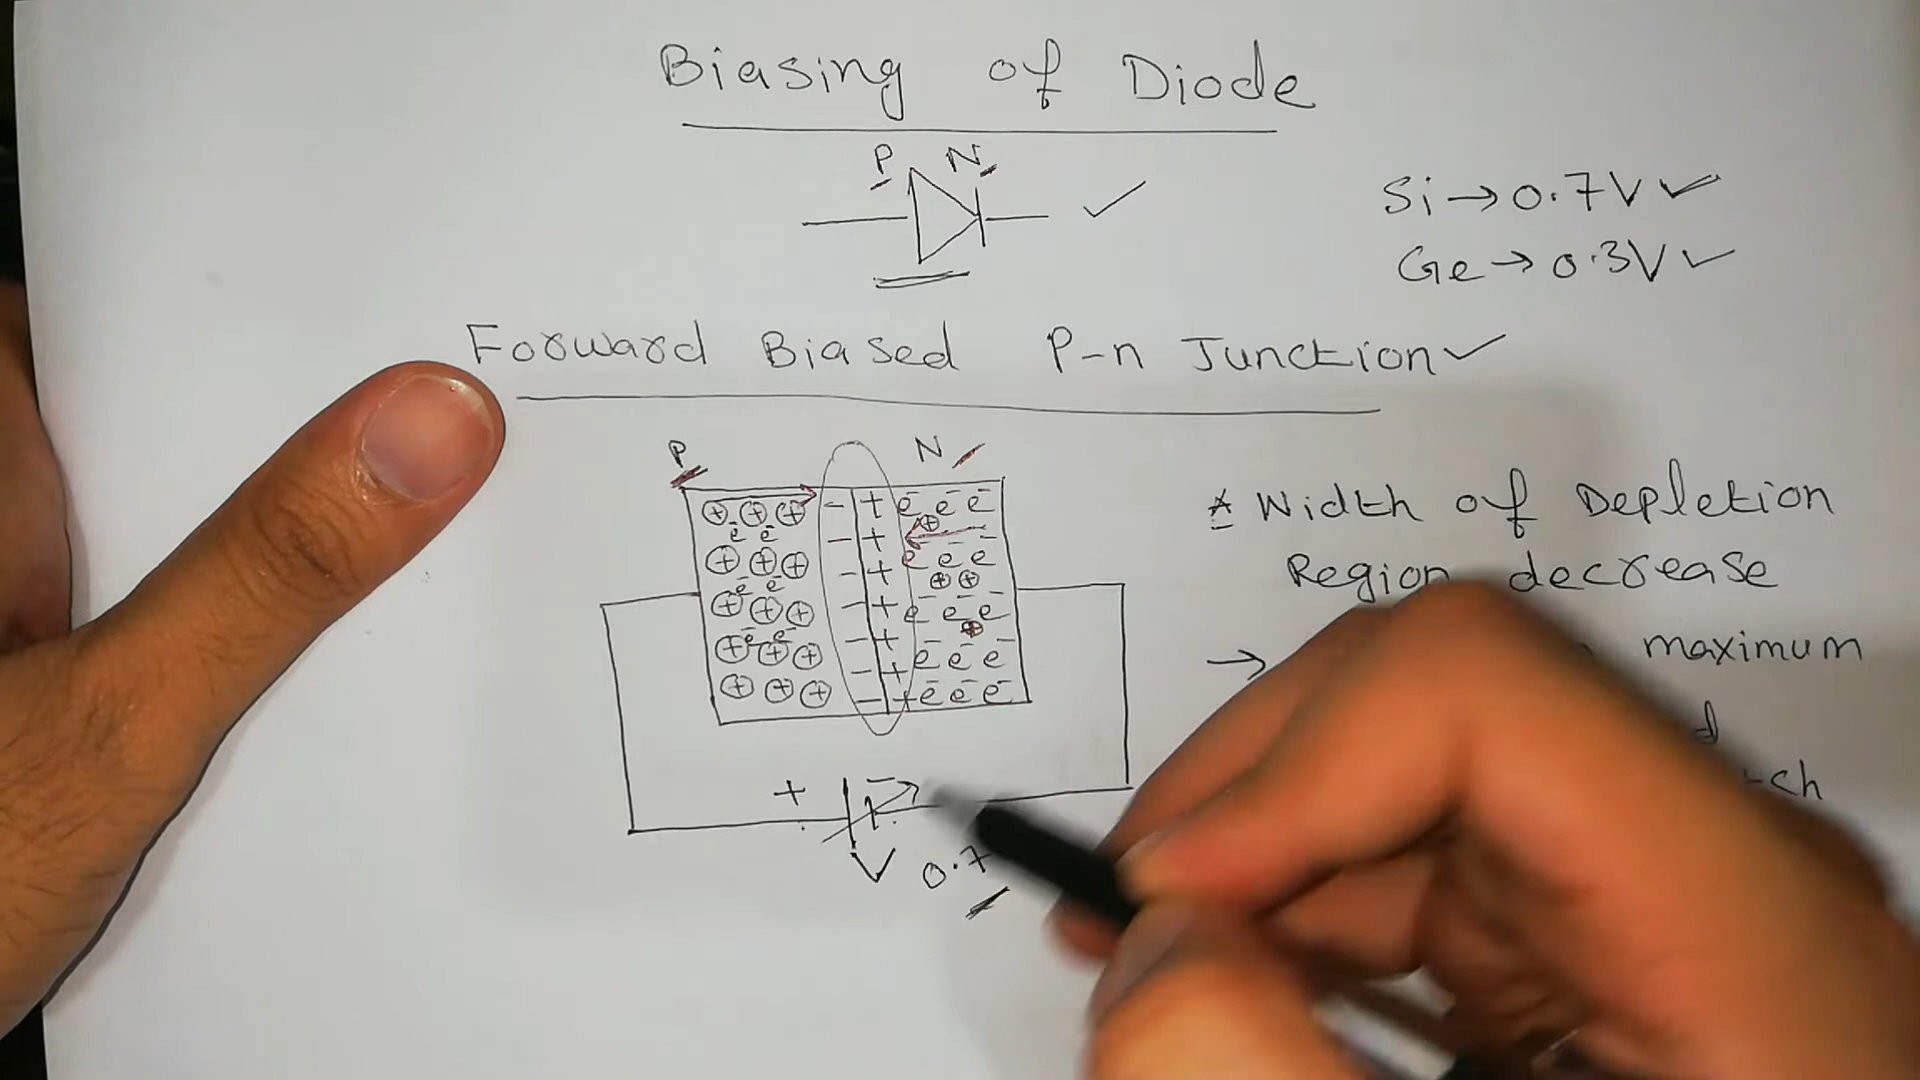 Biasing of Diode
P N
Si → 0.7V ✓
Ge → 0.3V ✓
Forward Biased P-n Junction ✓
P N
⊕ ⊕ ⊕ - + e⁻ e⁻ e⁻
e⁻ e⁻ - + ⊕
⊕ ⊕ ⊕ - + e⁻ e⁻ e⁻
e⁻ e⁻ ⊕ ⊕
⊕ ⊕ ⊕ - + e⁻ e⁻ e⁻
e⁻ e⁻ - + ⊕
⊕ ⊕ ⊕ - + e⁻ e⁻ e⁻
⊕ ⊕ ⊕ - + e⁻ e⁻ e⁻
+ -
V 0.7
* Width of Depletion
Region decrease
→ maximum